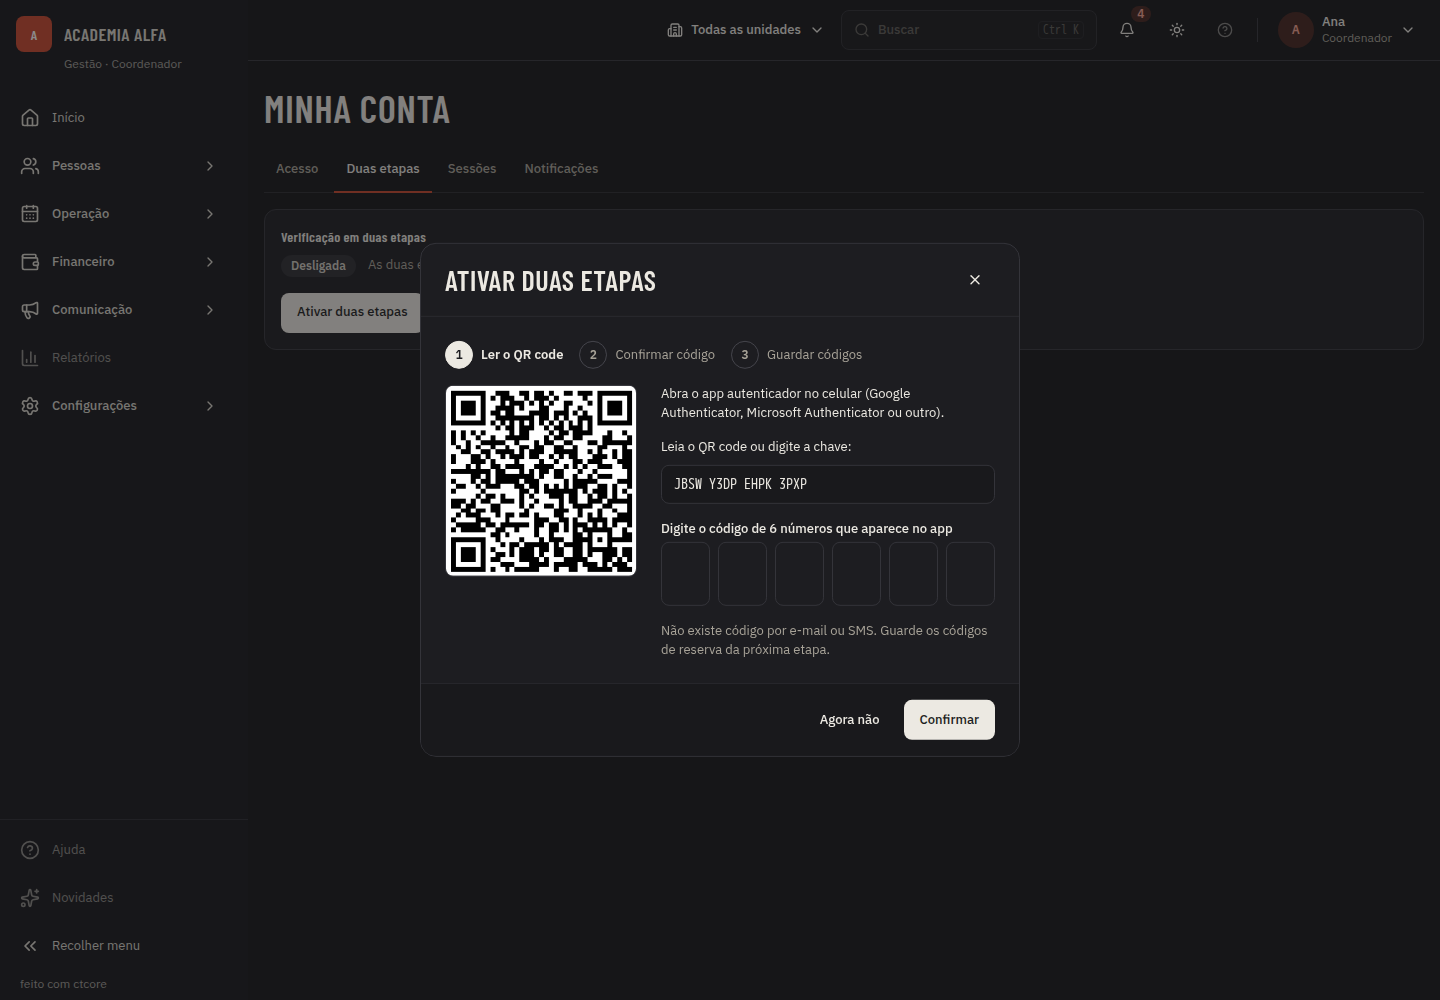 A
ACADEMIA ALFA
Gestão - Coordenador
Início
Pessoas
Operação
Financeiro
Comunicação
Relatórios
Configurações
Ajuda
Novidades
Recolher menu
feito com ctcore
Todas as unidades
Buscar
Ctrl K
4
A
Ana
Coordenador
MINHA CONTA
Acesso
Duas etapas
Sessões
Notificações
Verificação em duas etapas
Desligada
As duas
Ativar duas etapas
ATIVAR DUAS ETAPAS
1 Ler o QR code
2 Confirmar código
3 Guardar códigos
Abra o app autenticador no celular (Google
Authenticator, Microsoft Authenticator ou outro).
Leia o QR code ou digite a chave:
JBSW Y3DP EHPK 3PXP
Digite o código de 6 números que aparece no app
Não existe código por e-mail ou SMS. Guarde os códigos
de reserva da próxima etapa.
Agora não
Confirmar